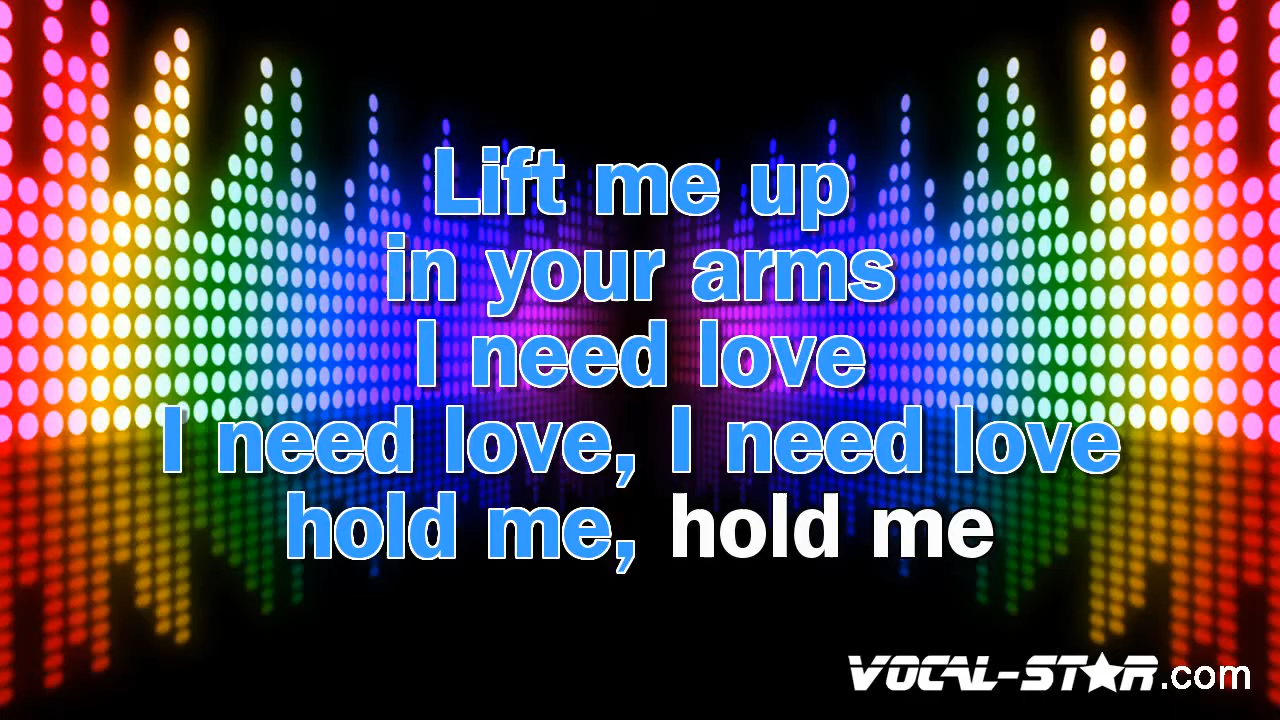 Lift me up
in your arms
I need love
I need love, I need love
hold me, hold me
VOCAL-STAR.com